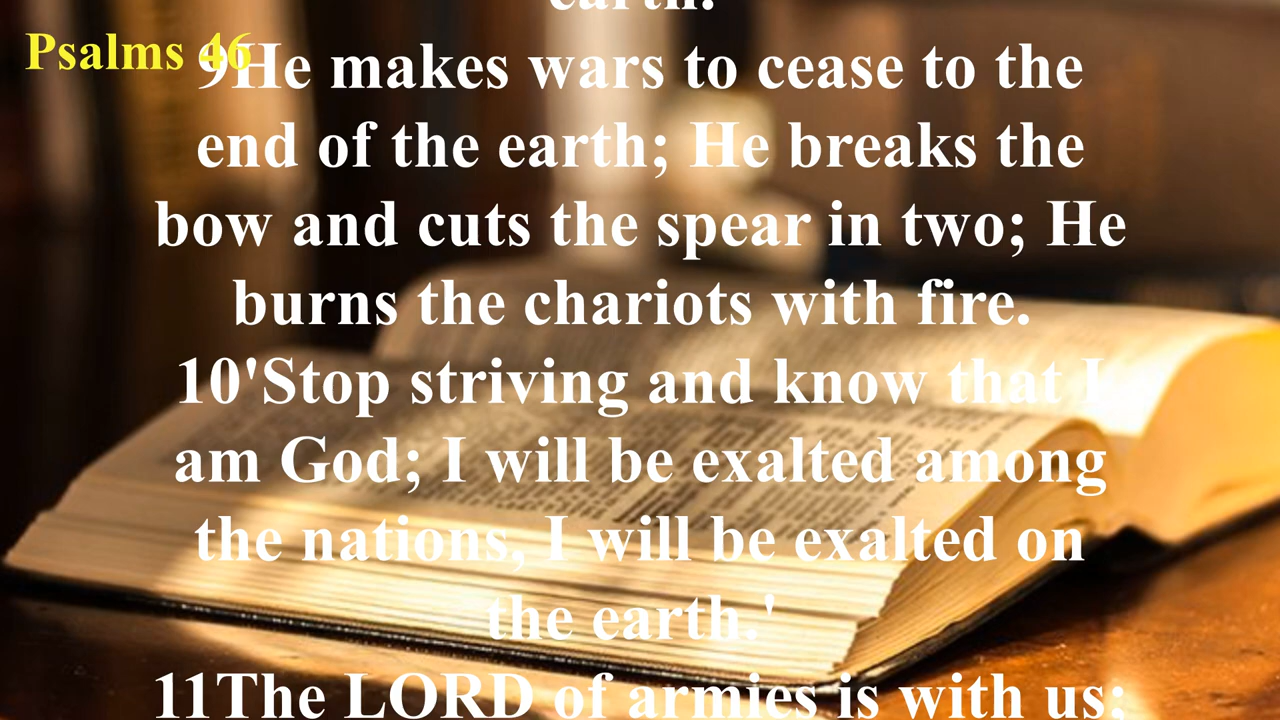 earth.
Psalms 46
9He makes wars to cease to the
end of the earth; He breaks the
bow and cuts the spear in two; He
burns the chariots with fire.
10'Stop striving and know that I
am God; I will be exalted among
the nations, I will be exalted on
the earth.'
11The LORD of armies is with us;